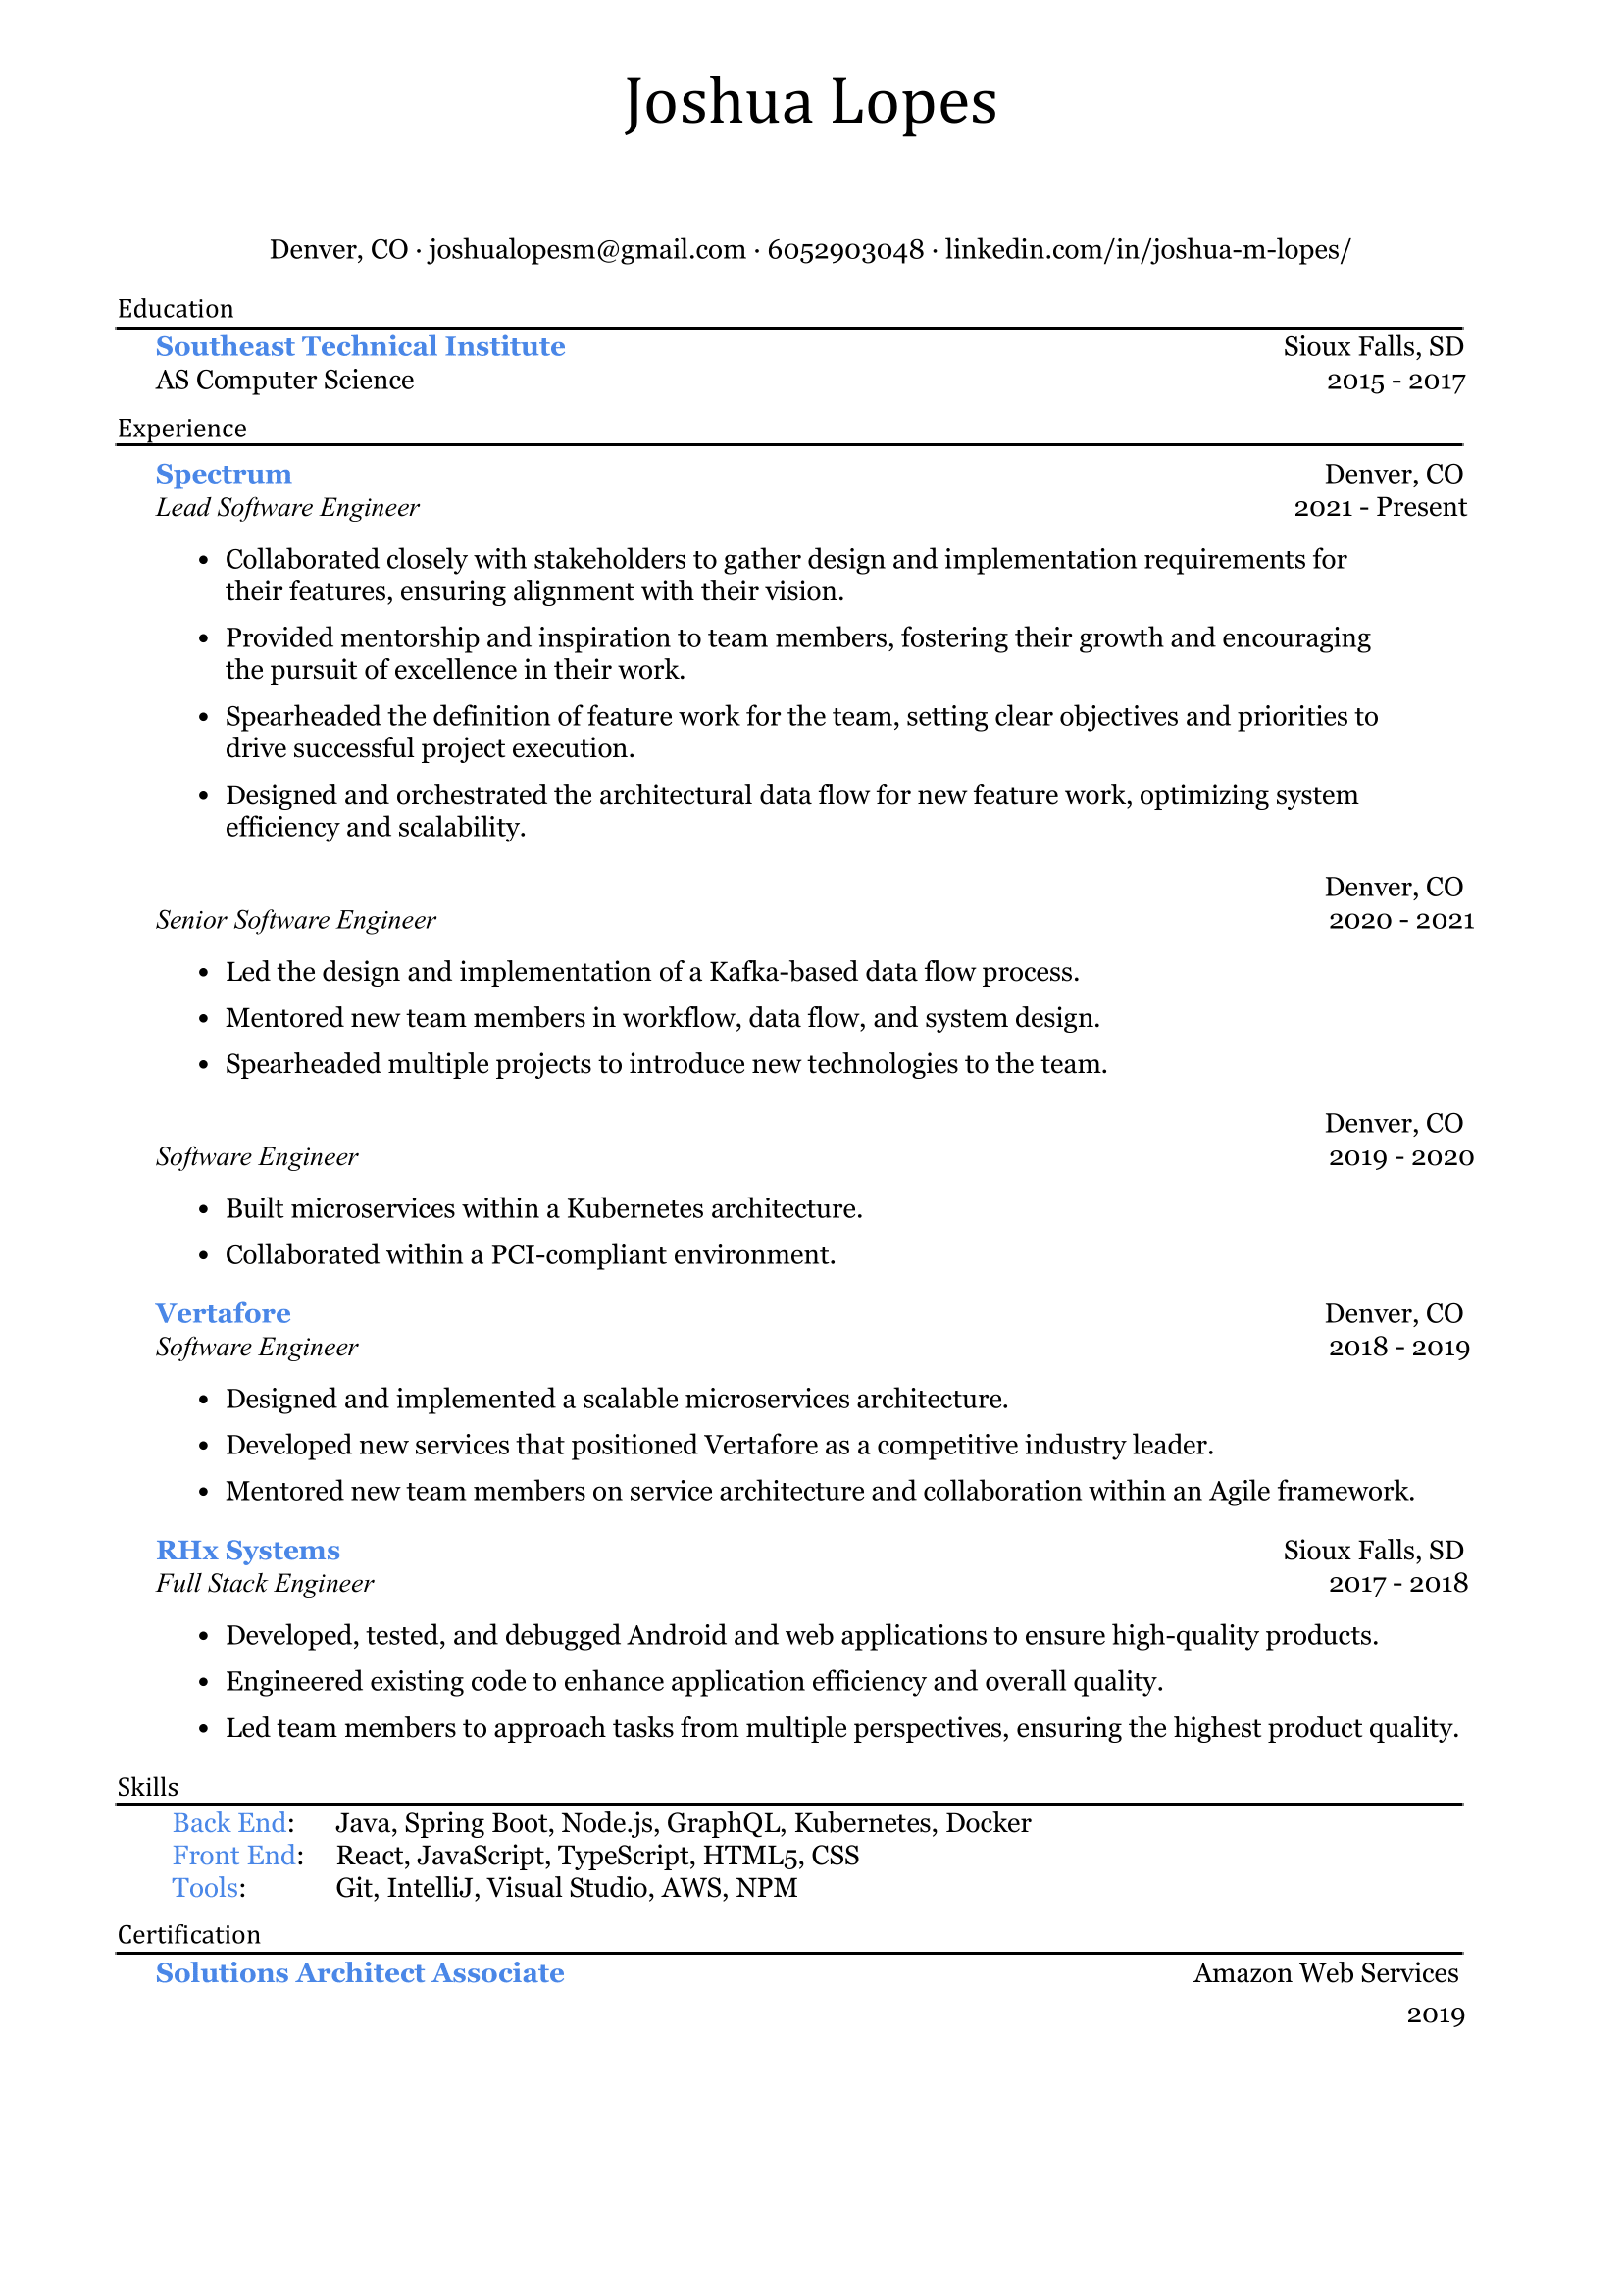 Joshua Lopes
Denver, CO · joshualopesm@gmail.com · 6052903048 · linkedin.com/in/joshua-m-lopes/
Education
Southeast Technical Institute Sioux Falls, SD
AS Computer Science 2015 - 2017
Experience
Spectrum Denver, CO
Lead Software Engineer 2021 - Present
• Collaborated closely with stakeholders to gather design and implementation requirements for
their features, ensuring alignment with their vision.
• Provided mentorship and inspiration to team members, fostering their growth and encouraging
the pursuit of excellence in their work.
• Spearheaded the definition of feature work for the team, setting clear objectives and priorities to
drive successful project execution.
• Designed and orchestrated the architectural data flow for new feature work, optimizing system
efficiency and scalability.
Denver, CO
Senior Software Engineer 2020 - 2021
• Led the design and implementation of a Kafka-based data flow process.
• Mentored new team members in workflow, data flow, and system design.
• Spearheaded multiple projects to introduce new technologies to the team.
Denver, CO
Software Engineer 2019 - 2020
• Built microservices within a Kubernetes architecture.
• Collaborated within a PCI-compliant environment.
Vertafore Denver, CO
Software Engineer 2018 - 2019
• Designed and implemented a scalable microservices architecture.
• Developed new services that positioned Vertafore as a competitive industry leader.
• Mentored new team members on service architecture and collaboration within an Agile framework.
RHx Systems Sioux Falls, SD
Full Stack Engineer 2017 - 2018
• Developed, tested, and debugged Android and web applications to ensure high-quality products.
• Engineered existing code to enhance application efficiency and overall quality.
• Led team members to approach tasks from multiple perspectives, ensuring the highest product quality.
Skills
Back End: Java, Spring Boot, Node.js, GraphQL, Kubernetes, Docker
Front End: React, JavaScript, TypeScript, HTML5, CSS
Tools: Git, IntelliJ, Visual Studio, AWS, NPM
Certification
Solutions Architect Associate Amazon Web Services
2019